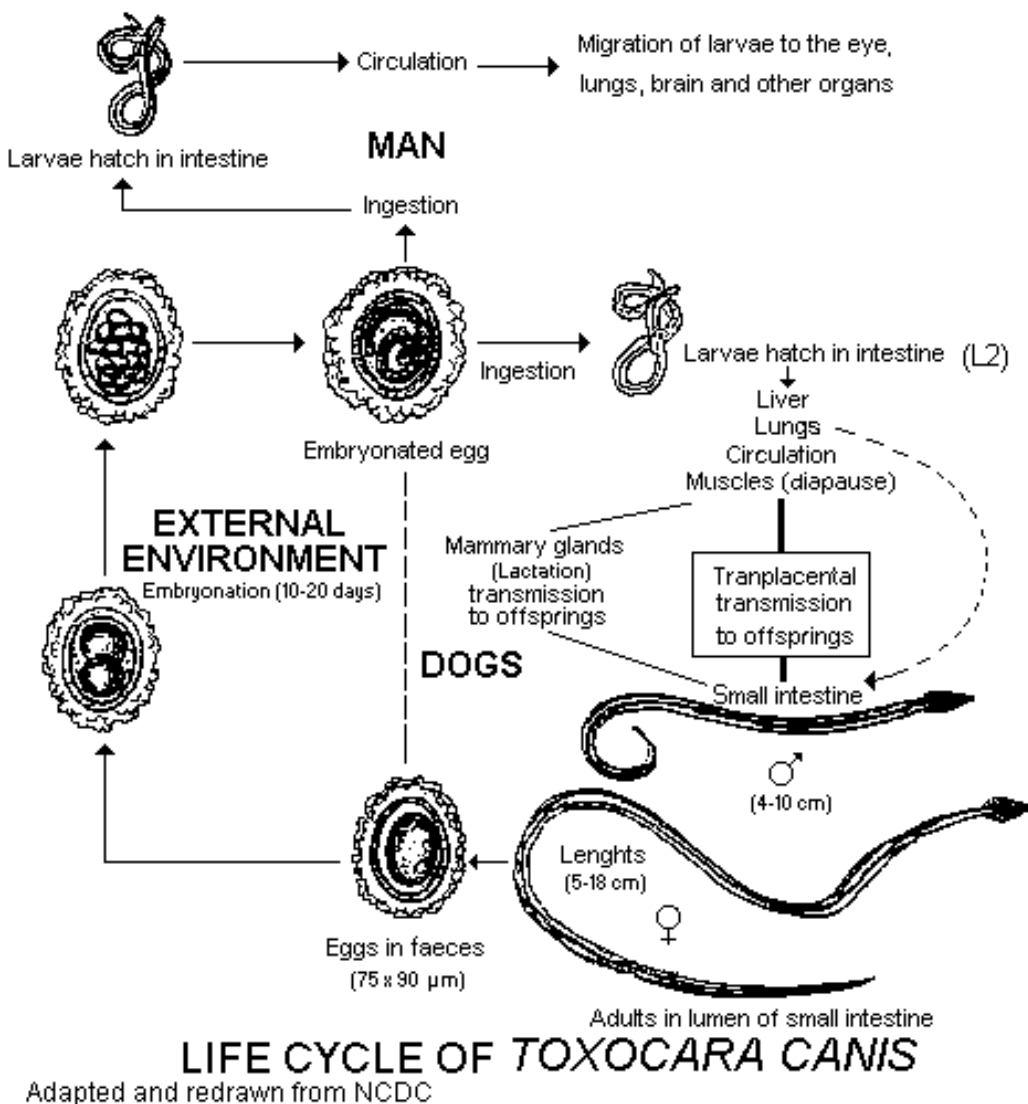 Circulation
Migration of larvae to the eye,
lungs, brain and other organs
Larvae hatch in intestine
MAN
Ingestion
Ingestion
Larvae hatch in intestine (L2)
Liver
Lungs
Circulation
Muscles (diapause)
Embryonated egg
EXTERNAL
ENVIRONMENT
Embryonation (10-20 days)
Mammary glands
(Lactation)
transmission
to offsprings
Tranplacental
transmission
to offsprings
DOGS
Small intestine
♂
(4-10 cm)
Lenghts
(5-18 cm)
♀
Eggs in faeces
(75 x 90 µm)
Adults in lumen of small intestine
LIFE CYCLE OF TOXOCARA CANIS
Adapted and redrawn from NCDC